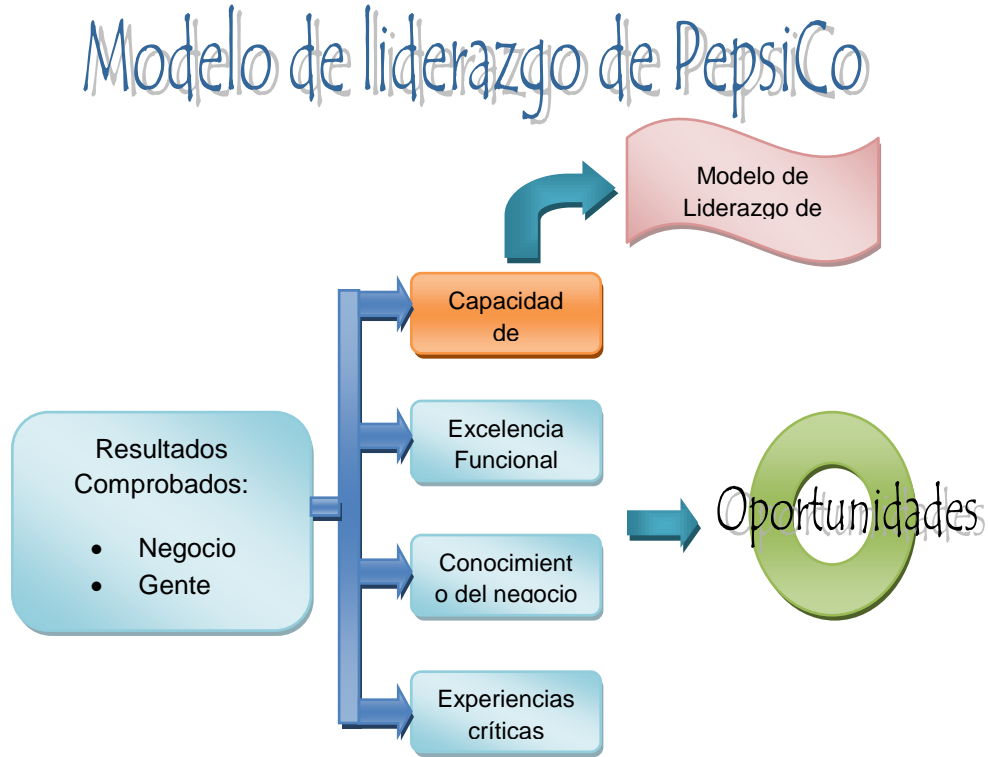 Modelo de liderazgo de PepsiCo
Modelo de
Liderazgo de
Capacidad
de
Resultados
Comprobados:
• Negocio
• Gente
Excelencia
Funcional
Conocimient
o del negocio
Experiencias
críticas
Oportunidades